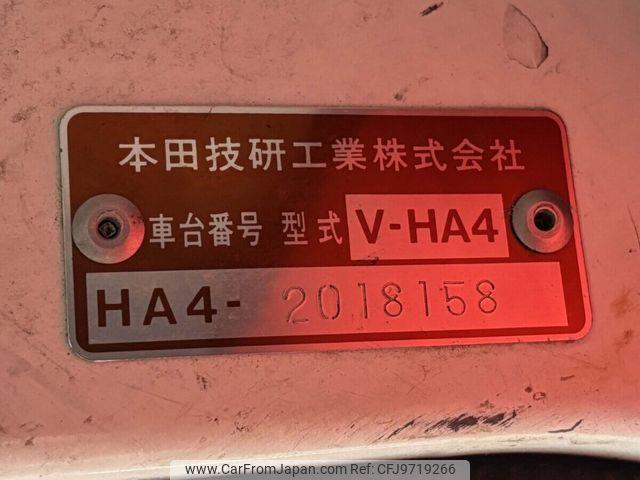 本田技研工業株式会社
車台番号 型式 V-HA4
HA4- 2018158
www.CarFromJapan.com © CFJ9719266